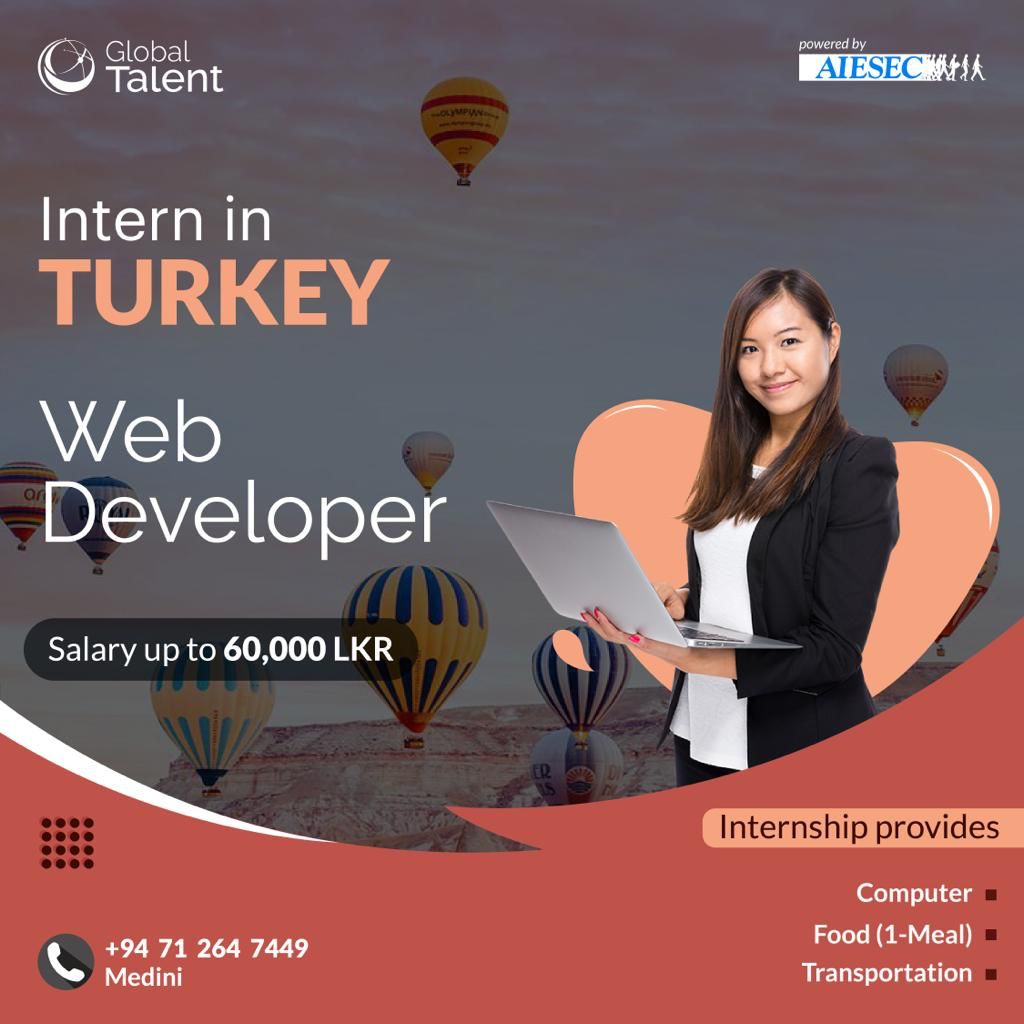 Global
Talent
powered by
AIESEC
OLYMPIAN
Intern in
TURKEY
Web
Developer
Salary up to 60,000 LKR
Internship provides
Computer
Food (1-Meal)
Transportation
+94 71 264 7449
Medini